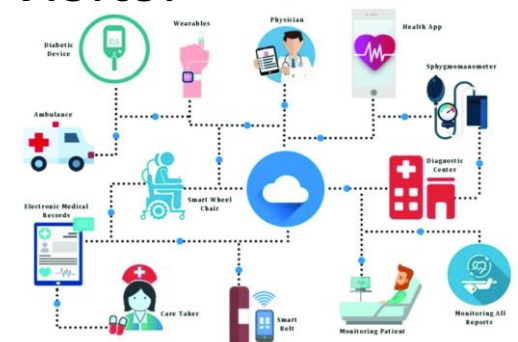 Diabetic
Device
Wearables
Physician
Health App
Sphygmomanometer
Ambulance
Smart Wheel
Chair
Diagnostic
Center
Electronic Medical
Records
Care Taker
Smart
Belt
Monitoring Patient
Monitoring All
Reports